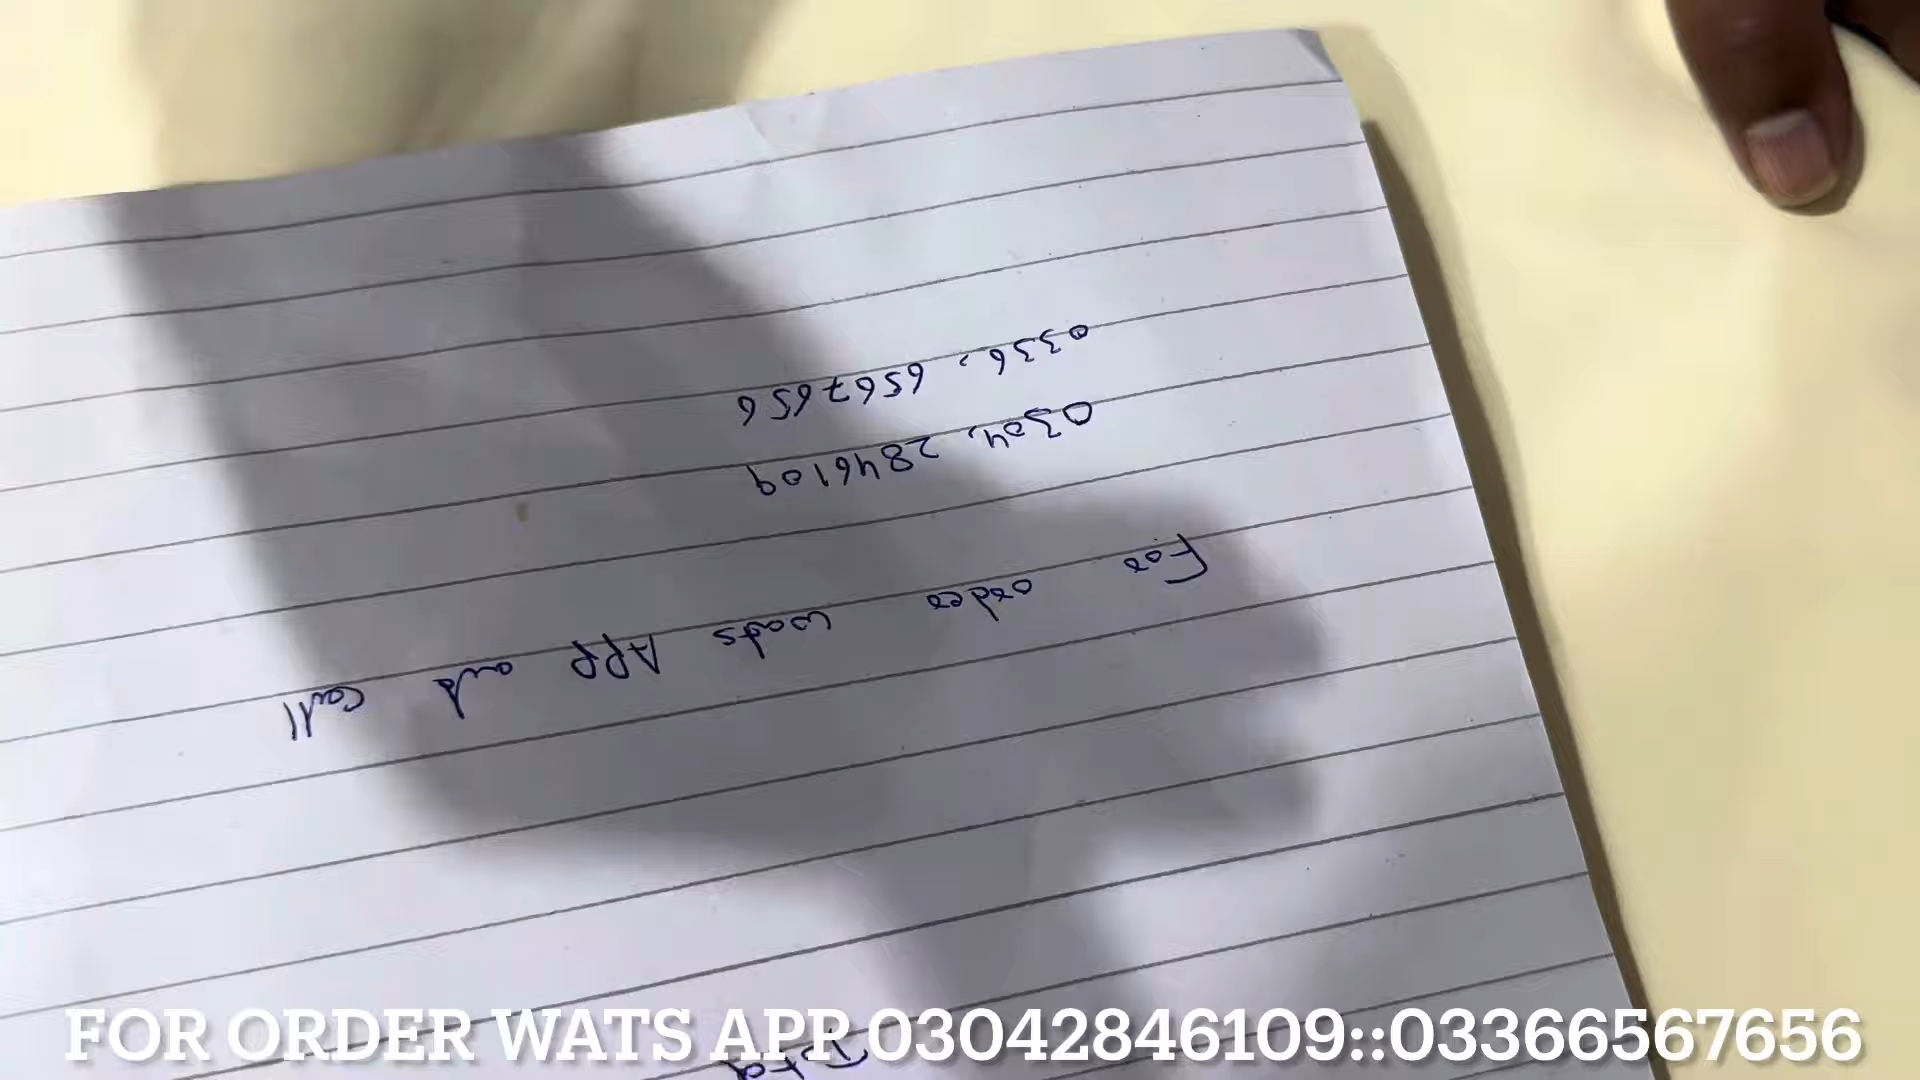 For order wats APP and call
0304, 2846109
0336, 6567656
FOR ORDER WATS APP 03042846109::03366567656